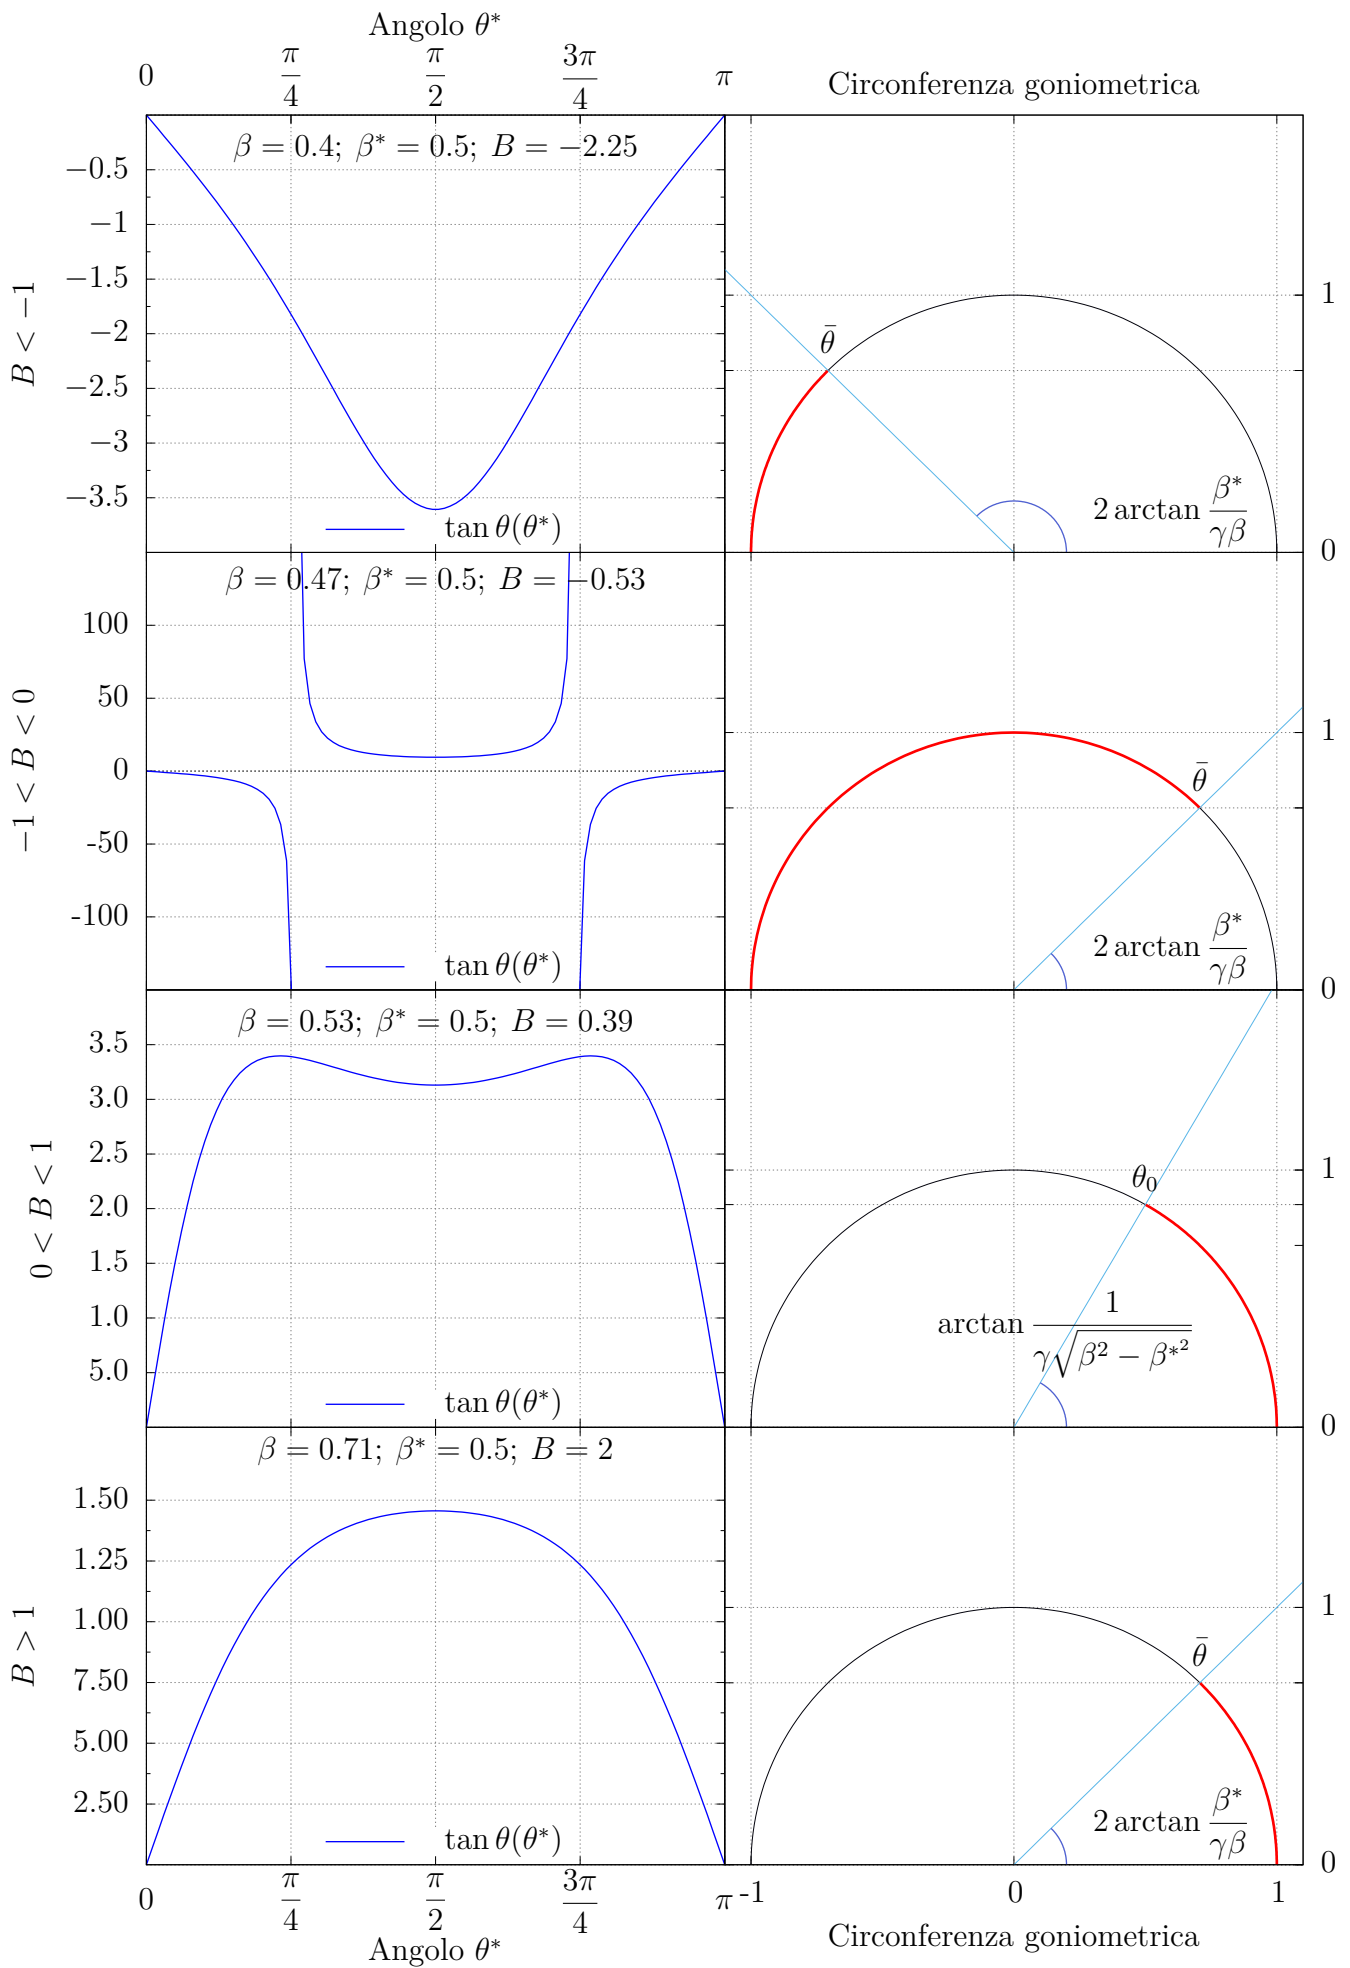 Angolo θ*
0 π/4 π/2 3π/4 π
Circonferenza goniometrica
B < −1
β = 0.4; β* = 0.5; B = −2.25
−0.5
−1
−1.5
−2
−2.5
−3
−3.5
tan θ(θ*)
θ̄
2 arctan β*/γβ
1
0
−1 < B < 0
β = 0.47; β* = 0.5; B = −0.53
100
50
0
-50
-100
tan θ(θ*)
θ̄
2 arctan β*/γβ
1
0
0 < B < 1
β = 0.53; β* = 0.5; B = 0.39
3.5
3.0
2.5
2.0
1.5
1.0
5.0
tan θ(θ*)
θ₀
arctan 1/γ√(β² − β*²)
1
0
B > 1
β = 0.71; β* = 0.5; B = 2
1.50
1.25
1.00
7.50
5.00
2.50
tan θ(θ*)
θ̄
2 arctan β*/γβ
1
0
0 π/4 π/2 3π/4 π
-1 0 1
Angolo θ*
Circonferenza goniometrica